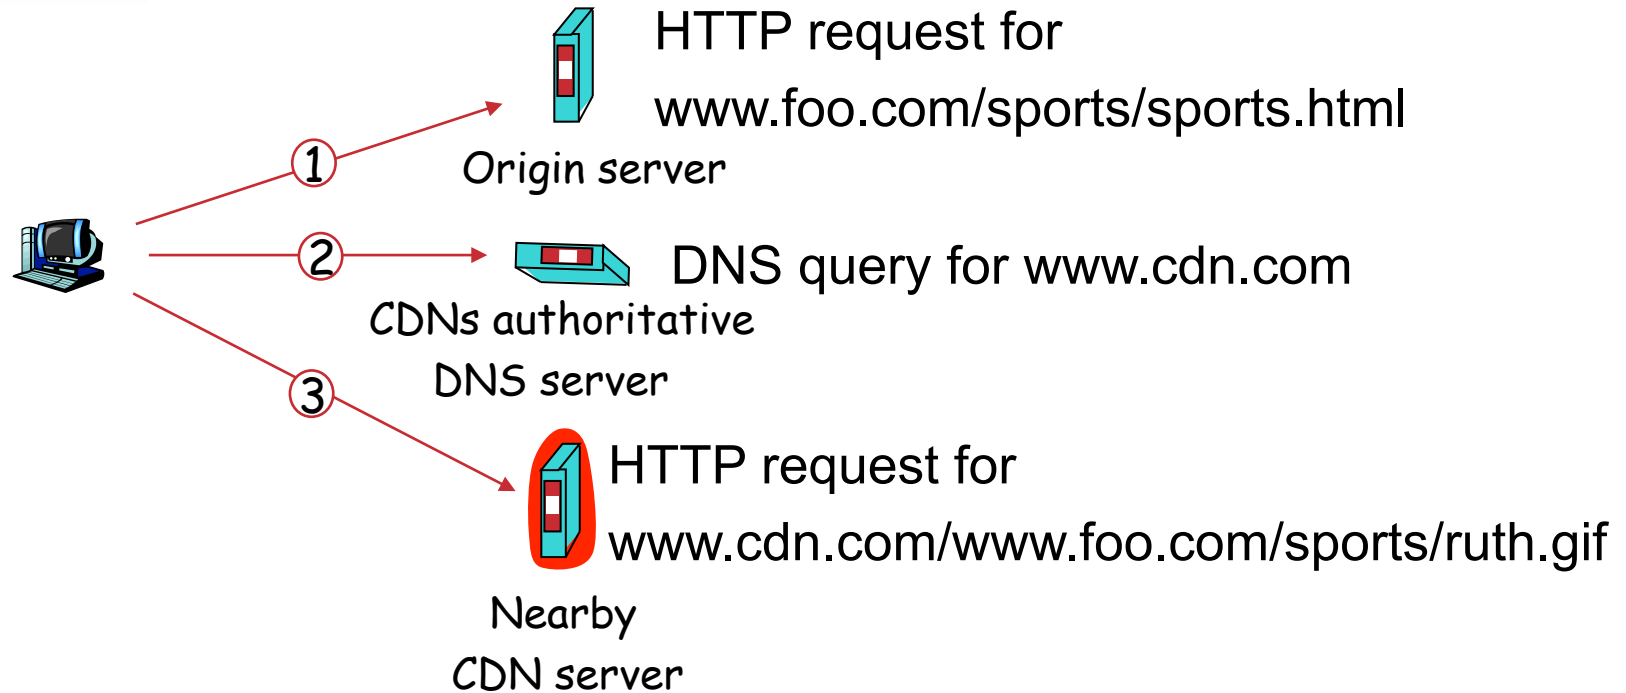 HTTP request for
www.foo.com/sports/sports.html
1
Origin server
2
DNS query for www.cdn.com
CDNs authoritative
DNS server
3
HTTP request for
www.cdn.com/www.foo.com/sports/ruth.gif
Nearby
CDN server